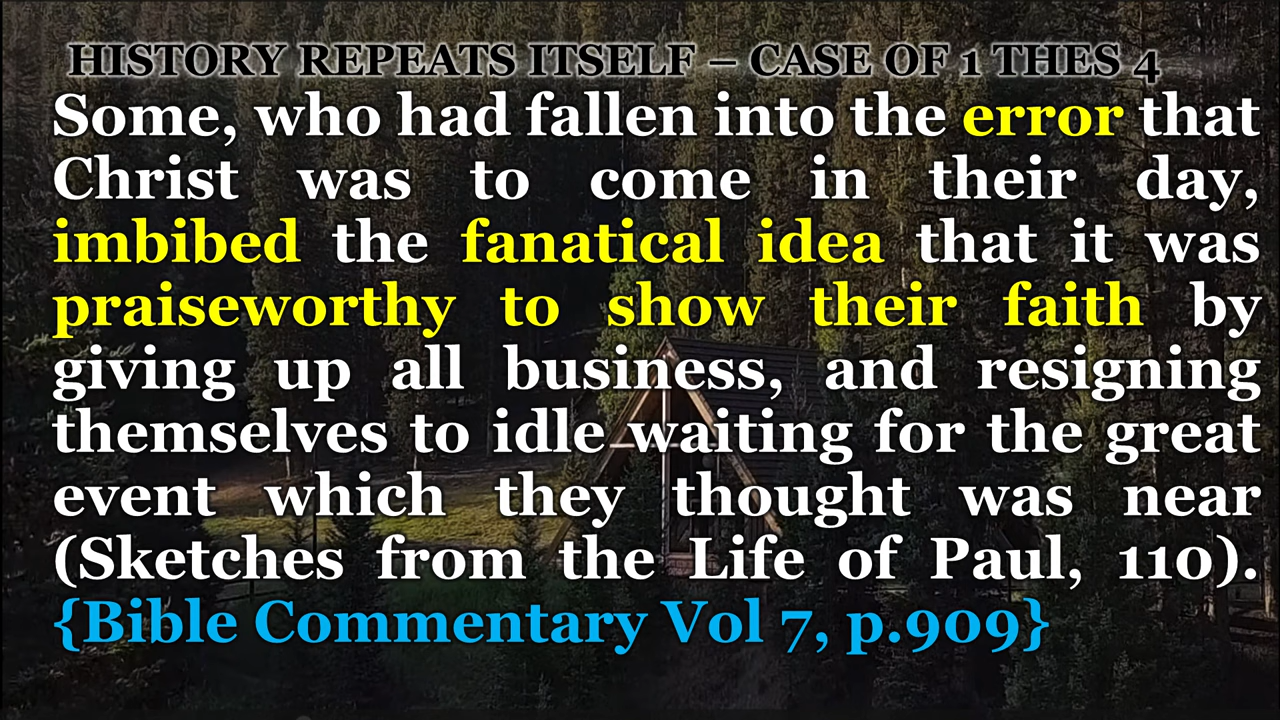 HISTORY REPEATS ITSELF – CASE OF 1 THES 4
Some, who had fallen into the error that
Christ was to come in their day,
imbibed the fanatical idea that it was
praiseworthy to show their faith by
giving up all business, and resigning
themselves to idle waiting for the great
event which they thought was near
(Sketches from the Life of Paul, 110).
{Bible Commentary Vol 7, p.909}